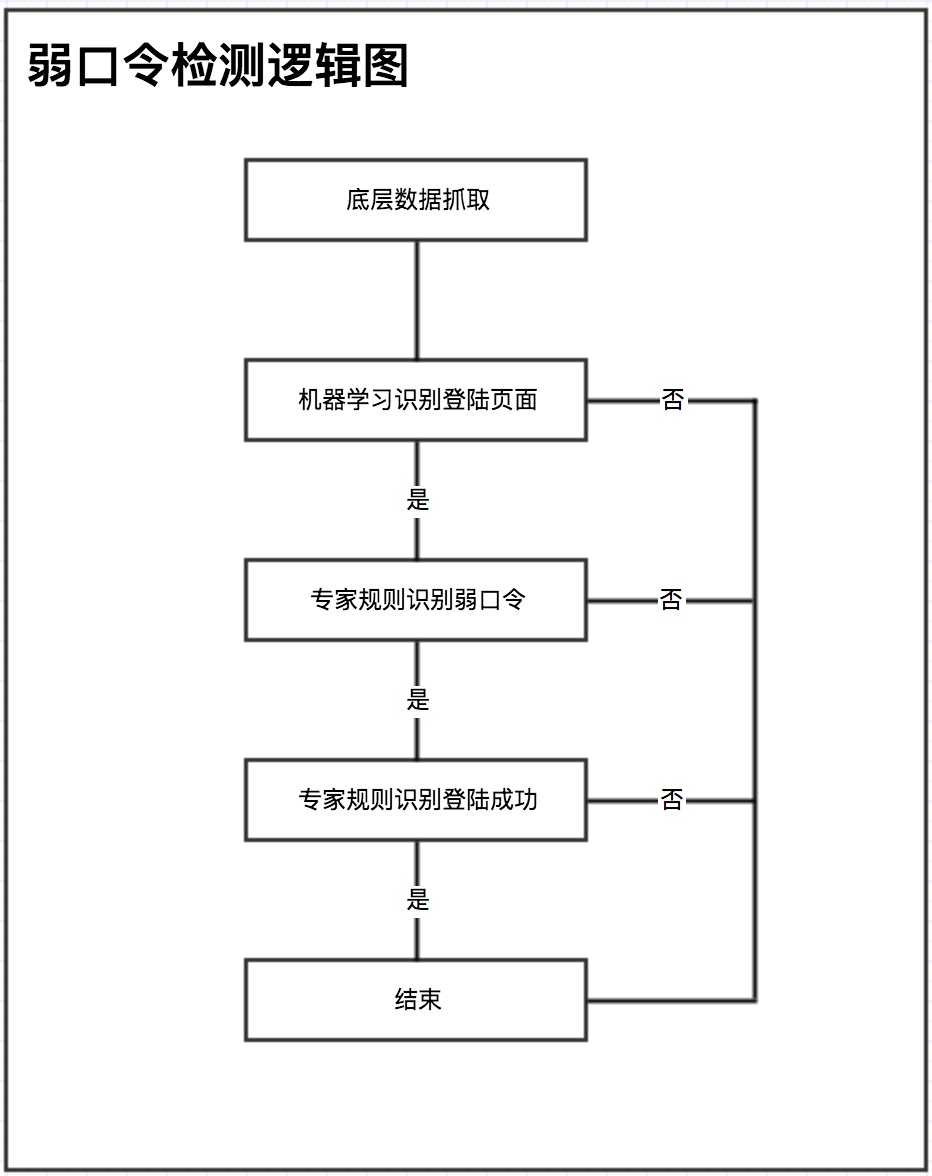 弱口令检测逻辑图
底层数据抓取
机器学习识别登陆页面
否
是
专家规则识别弱口令
否
是
专家规则识别登陆成功
否
是
结束